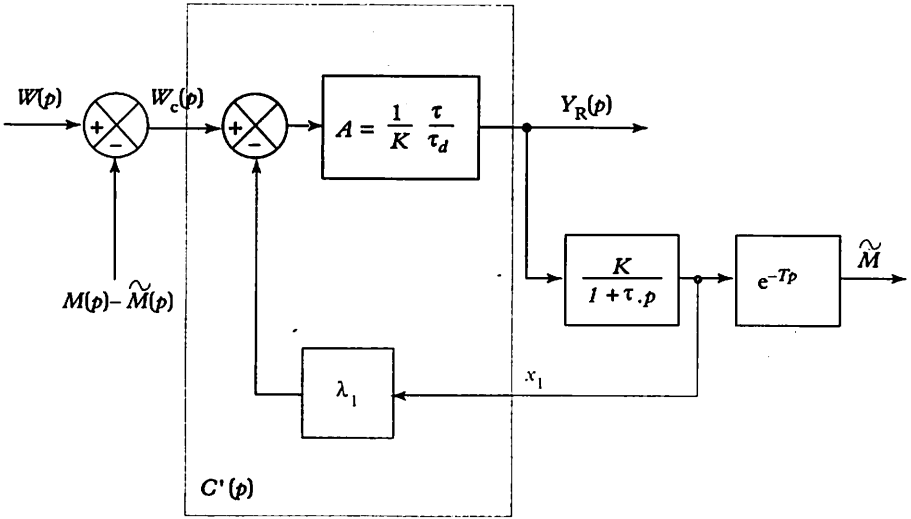 W(p)
W_c(p)
+
−
+
−
A = 1/K τ/τ_d
Y_R(p)
M(p)−M̃(p)
K/(1+τ.p)
e^−Tp
M̃
λ_1
x_1
C'(p)